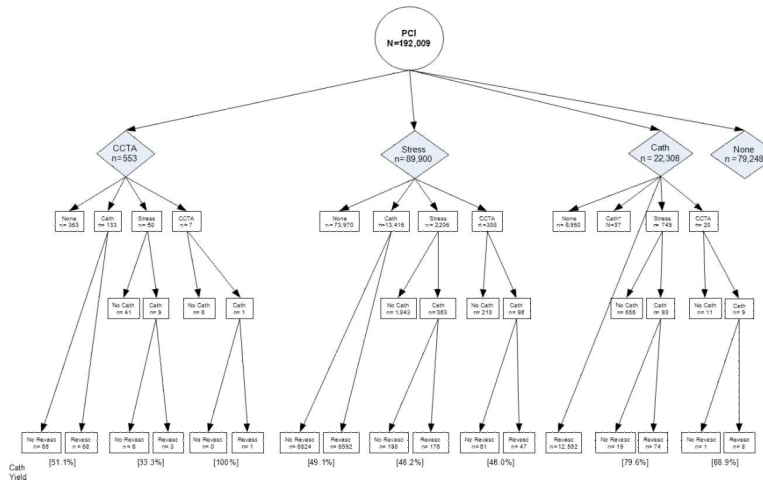 PCI
N=192,009
CCTA
n=553
Stress
n=89,900
Cath
n=22,308
None
n=79,248
None
n= 363
Cath
n= 133
Stress
n= 50
CCTA
n= 7
None
n= 73,970
Cath
n=13,416
Stress
n= 2,206
CCTA
n=308
None
n= 8,950
Cath*
N=37
Stress
n= 749
CCTA
n= 20
No Cath
n= 41
Cath
n= 9
No Cath
n= 6
Cath
n= 1
No Cath
n= 1,843
Cath
n=363
No Cath
n= 210
Cath
n= 98
No Cath
n= 656
Cath
n= 93
No Cath
n= 11
Cath
n= 9
No Revasc
n= 65
Revasc
n= 68
No Revasc
n= 6
Revasc
n= 3
No Revasc
n= 0
Revasc
n= 1
No Revasc
n= 6824
Revasc
n=6592
No Revasc
n= 188
Revasc
n= 175
No Revasc
n= 51
Revasc
n= 47
Revasc
n= 12,552
No Revasc
n= 19
Revasc
n= 74
No Revasc
n= 1
Revasc
n= 8
Cath
Yield
[51.1%]
[33.3%]
[100%]
[49.1%]
[48.2%]
[48.0%]
[79.6%]
[88.9%]